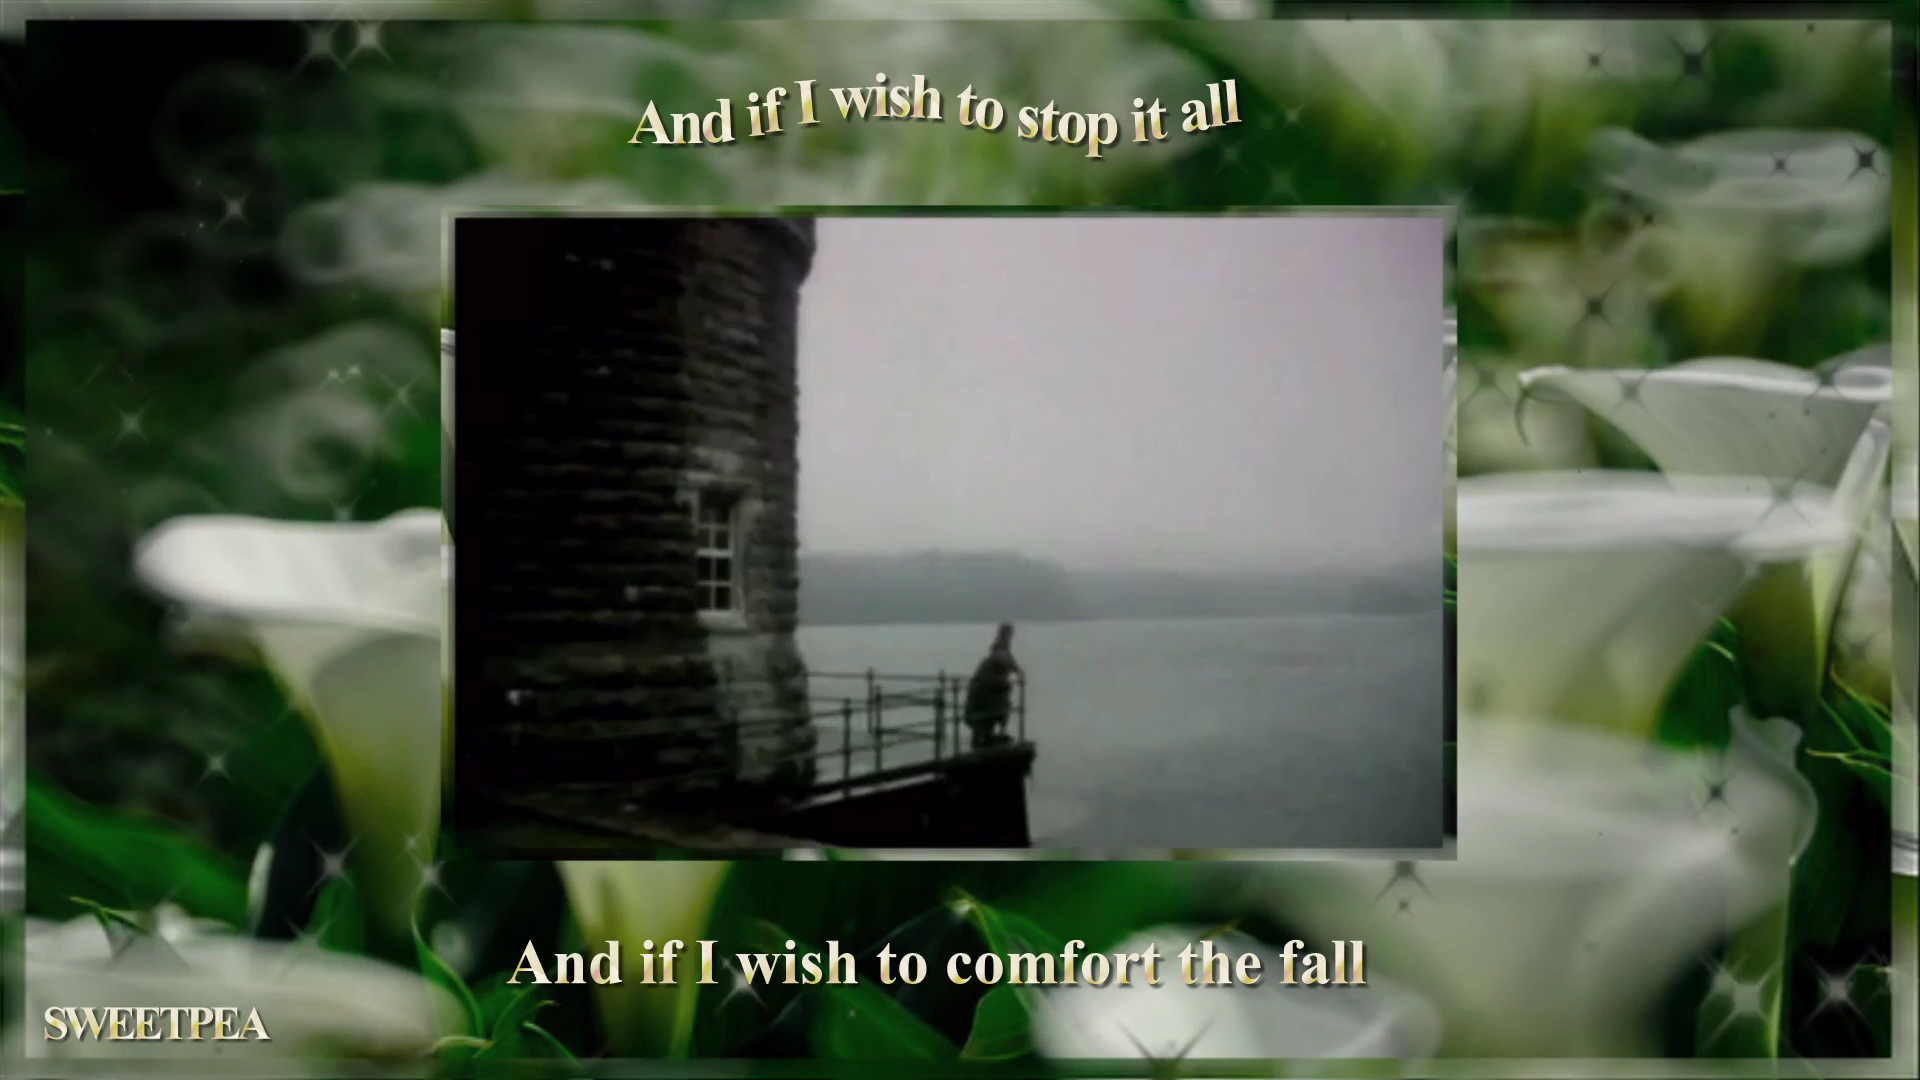 And if I wish to stop it all
And if I wish to comfort the fall
SWEETPEA